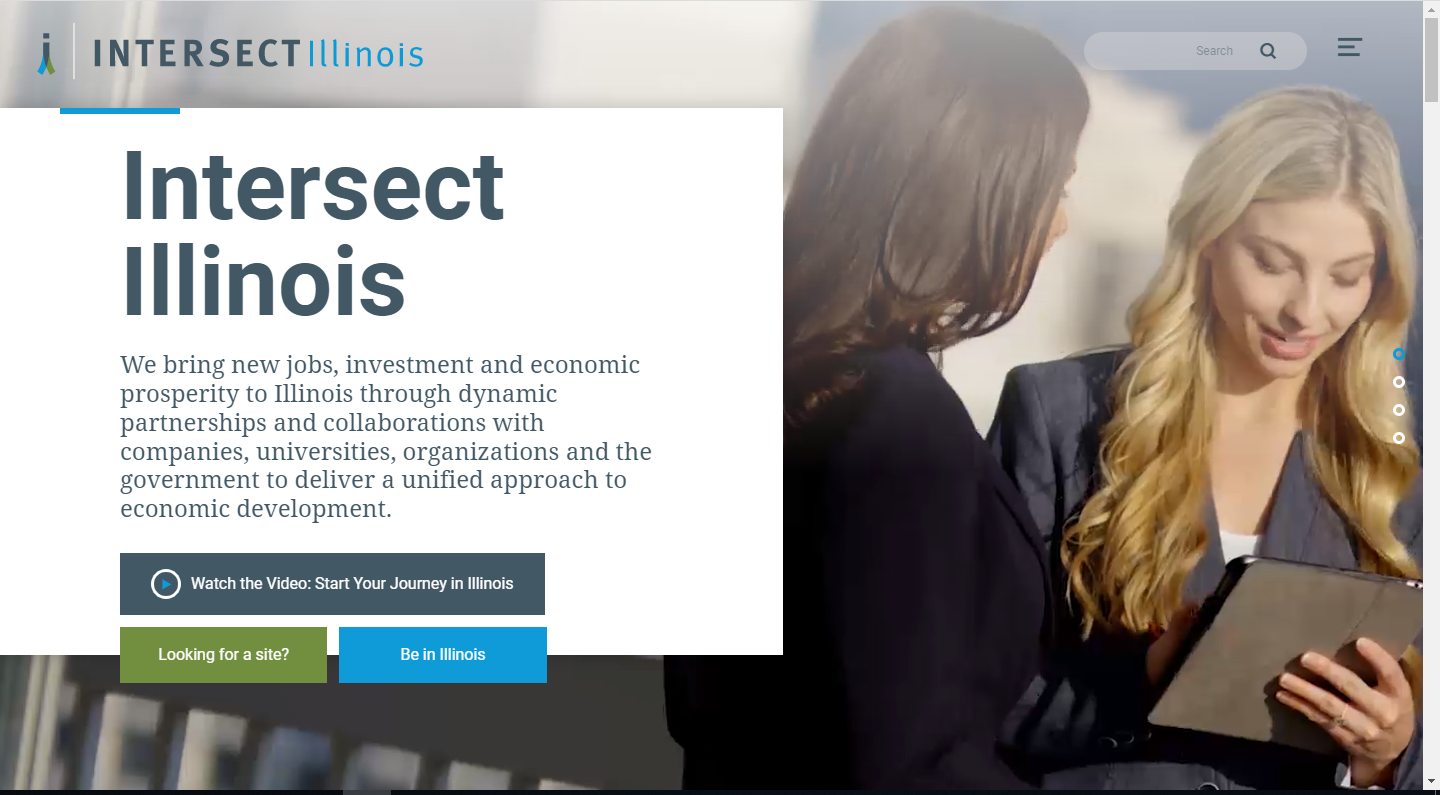 INTERSECT Illinois
Search
Intersect
Illinois
We bring new jobs, investment and economic
prosperity to Illinois through dynamic
partnerships and collaborations with
companies, universities, organizations and the
government to deliver a unified approach to
economic development.
Watch the Video: Start Your Journey in Illinois
Looking for a site?
Be in Illinois